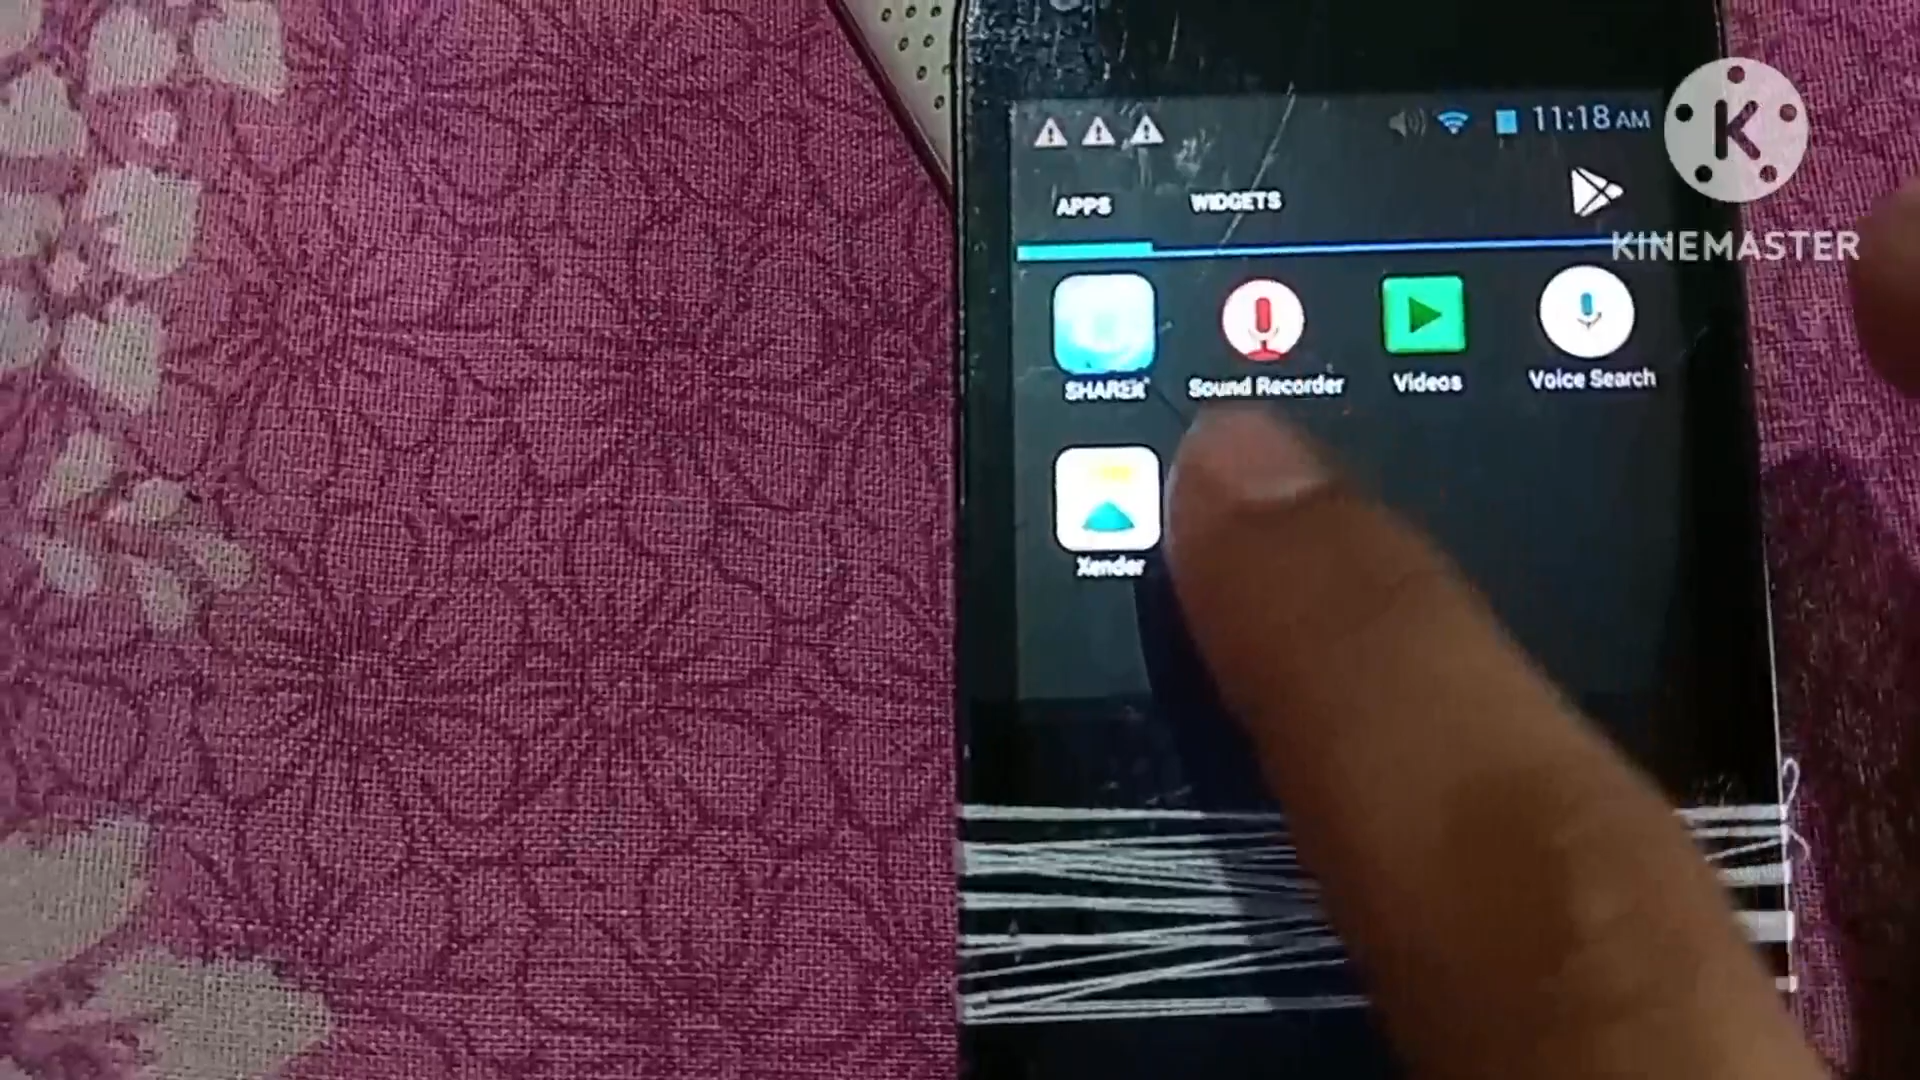 11:18 AM
APPS WIDGETS
KINEMASTER
SHAREit Sound Recorder Videos Voice Search
Xender